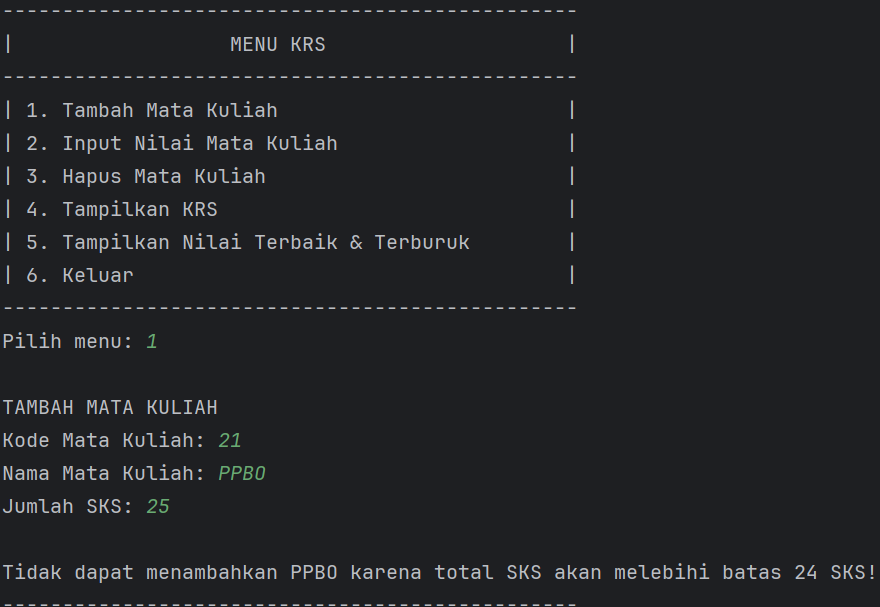 ------------------------------------------------
|                  MENU KRS                    |
------------------------------------------------
| 1. Tambah Mata Kuliah                        |
| 2. Input Nilai Mata Kuliah                   |
| 3. Hapus Mata Kuliah                         |
| 4. Tampilkan KRS                             |
| 5. Tampilkan Nilai Terbaik & Terburuk        |
| 6. Keluar                                    |
------------------------------------------------
Pilih menu: 1
TAMBAH MATA KULIAH
Kode Mata Kuliah: 21
Nama Mata Kuliah: PPBO
Jumlah SKS: 25
Tidak dapat menambahkan PPBO karena total SKS akan melebihi batas 24 SKS!
------------------------------------------------